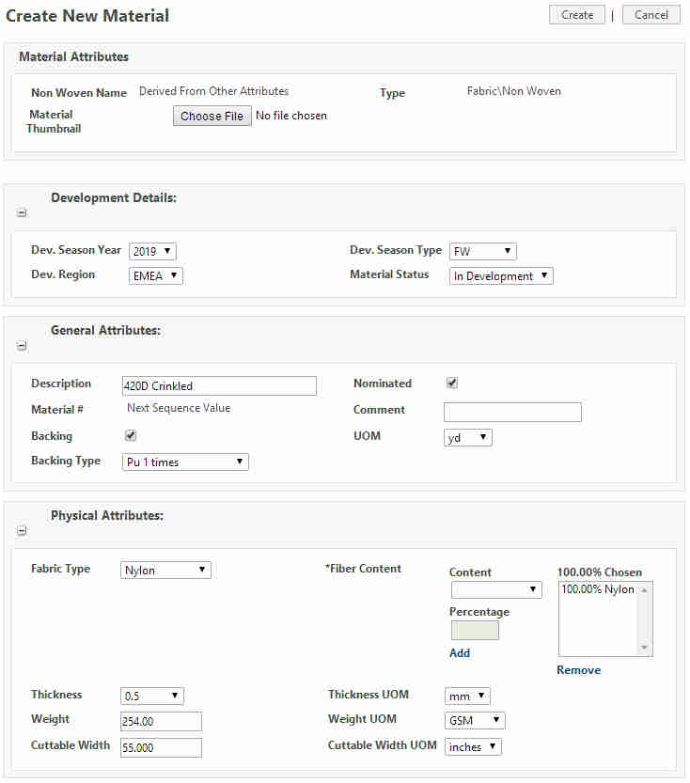 Create New Material
Create | Cancel
Material Attributes
Non Woven Name Derived From Other Attributes Type Fabric\Non Woven
Material Thumbnail Choose File No file chosen
Development Details:
Dev. Season Year 2019 Dev. Season Type FW
Dev. Region EMEA Material Status In Development
General Attributes:
Description 420D Crinkled Nominated
Material # Next Sequence Value Comment
Backing UOM yd
Backing Type Pu 1 times
Physical Attributes:
Fabric Type Nylon *Fiber Content Content 100.00% Chosen
100.00% Nylon
Percentage
Add
Remove
Thickness 0.5 Thickness UOM mm
Weight 254.00 Weight UOM GSM
Cuttable Width 55.000 Cuttable Width UOM inches